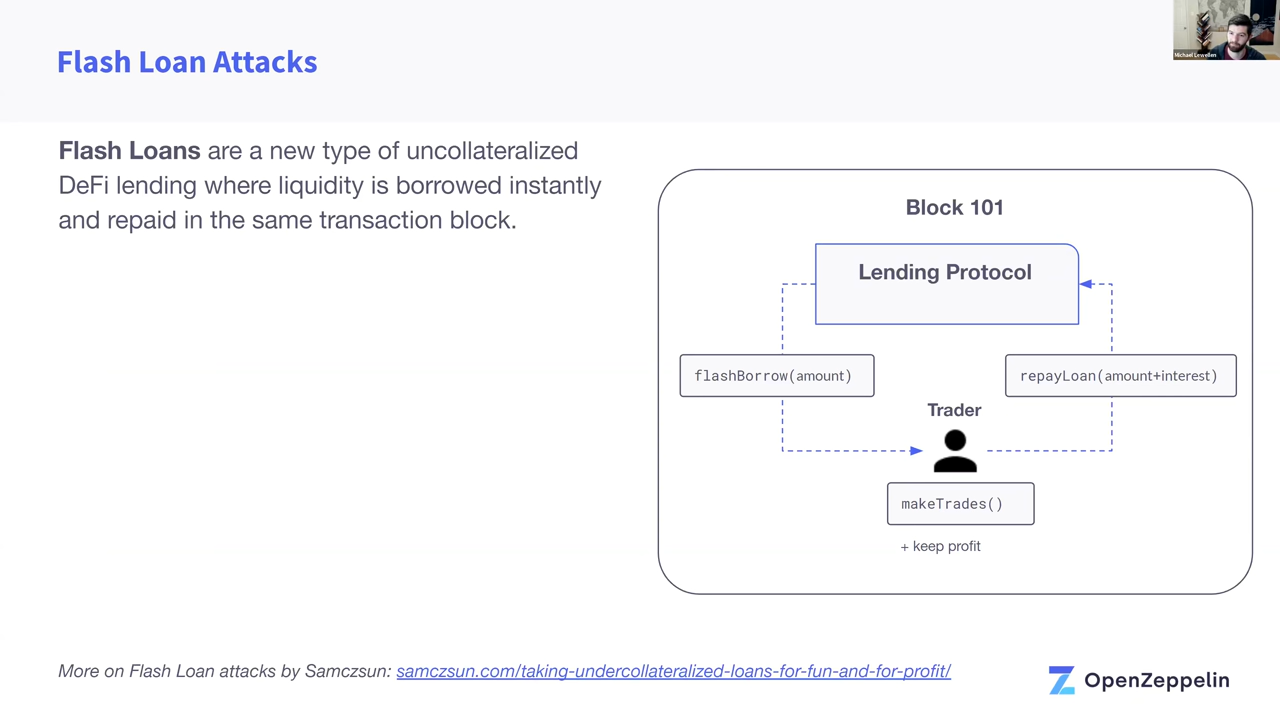 Flash Loan Attacks
Michael Lewellen
Flash Loans are a new type of uncollateralized
DeFi lending where liquidity is borrowed instantly
and repaid in the same transaction block.
Block 101
Lending Protocol
flashBorrow(amount)
repayLoan(amount+interest)
Trader
makeTrades()
+ keep profit
More on Flash Loan attacks by Samczsun: samczsun.com/taking-undercollateralized-loans-for-fun-and-for-profit/
OpenZeppelin